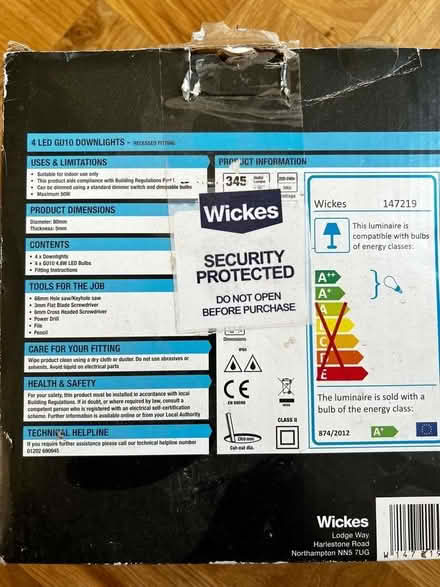 4 LED GU10 DOWNLIGHTS - RECESSED FITTING
USES & LIMITATIONS
• Suitable for indoor use only
• This product aids compliance with Building Regulations Part L
• Can be dimmed using a standard dimmer switch and dimmable bulbs
• Maximum 50W
PRODUCT DIMENSIONS
Diameter: 80mm
Thickness: 5mm
CONTENTS
• 4 x Downlights
• 4 x GU10 4.8W LED Bulbs
• Fitting Instructions
TOOLS FOR THE JOB
• 68mm Hole saw/Keyhole saw
• 3mm Flat Blade Screwdriver
• 6mm Cross Headed Screwdriver
• Power Drill
• File
• Pencil
CARE FOR YOUR FITTING
Wipe product clean using a dry cloth or duster. Do not use abrasives or
solvents. Avoid liquid on electrical parts
HEALTH & SAFETY
For your safety, this product must be installed in accordance with local
Building Regulations. If in doubt, or where required by law, consult a
competent person who is registered with an electrical self-certification
scheme. Further information is available online or from your Local Authority
TECHNICAL HELPLINE
If you require further assistance please call our technical helpline number
01202 690945
PRODUCT INFORMATION
345
Wickes
SECURITY
PROTECTED
DO NOT OPEN
BEFORE PURCHASE
Dimensions
CE
EN 60598
CLASS II
Cut-out dia.
Wickes 147219
This luminaire is
compatible with bulbs
of energy classes:
A++
A+
A
E
The luminaire is sold with a
bulb of the energy class:
874/2012 A+
Wickes
Lodge Way
Harlestone Road
Northampton NN5 7UG